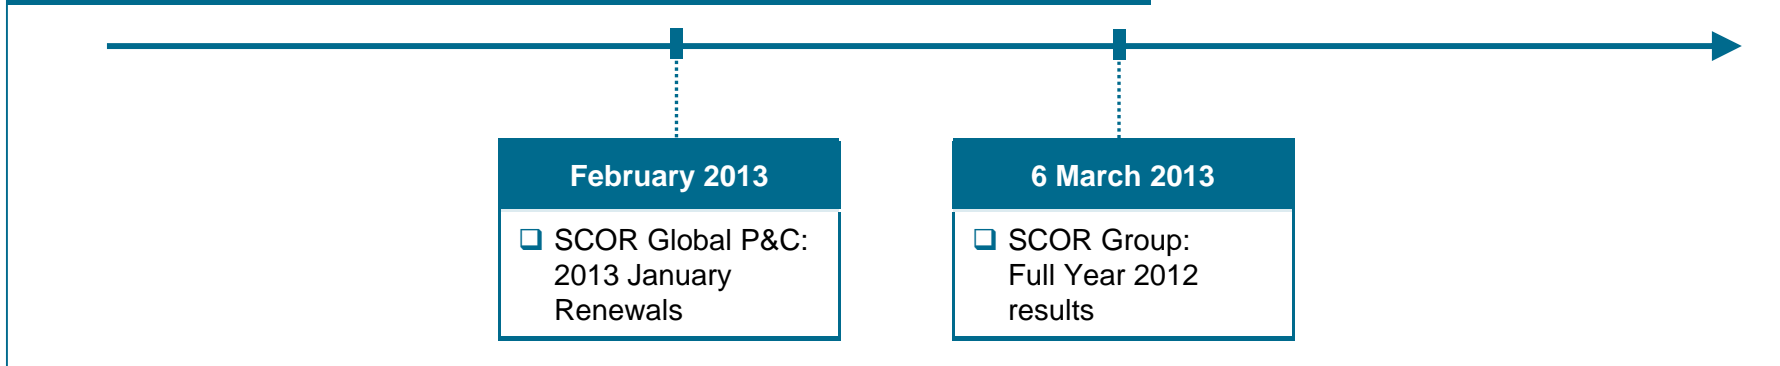 February 2013
SCOR Global P&C:
2013 January
Renewals
6 March 2013
SCOR Group:
Full Year 2012
results